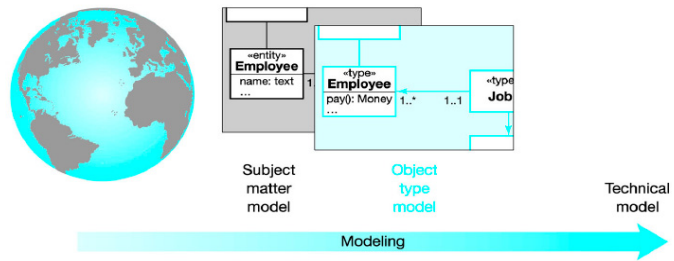 «entity»
Employee
name: text
...
1..
«type»
Employee
pay(): Money
...
1..*
1..1
«type
Job
Subject
matter
model
Object
type
model
Technical
model
Modeling